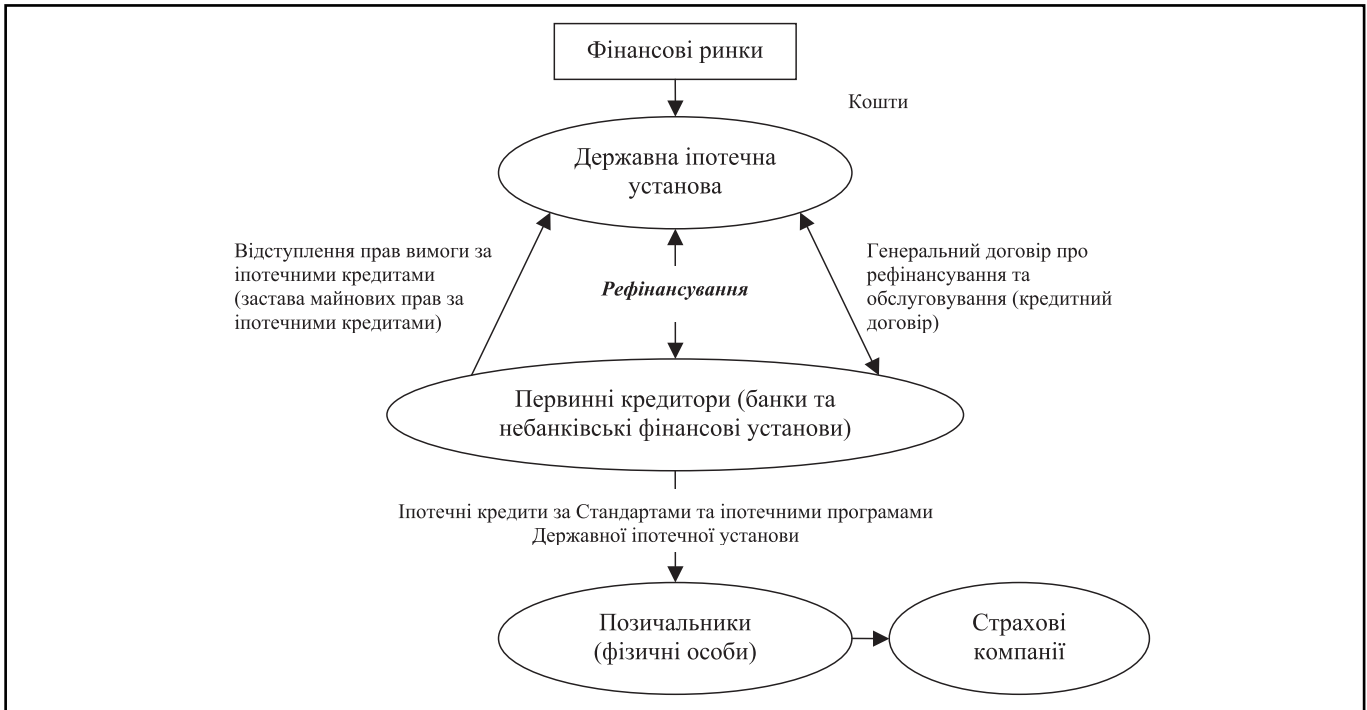 Фінансові ринки
Кошти
Державна іпотечна
установа
Відступлення прав вимоги за
іпотечними кредитами
(застава майнових прав за
іпотечними кредитами)
Рефінансування
Генеральний договір про
рефінансування та
обслуговування (кредитний
договір)
Первинні кредитори (банки та
небанківські фінансові установи)
Іпотечні кредити за Стандартами та іпотечними програмами
Державної іпотечної установи
Позичальники
(фізичні особи)
Страхові
компанії